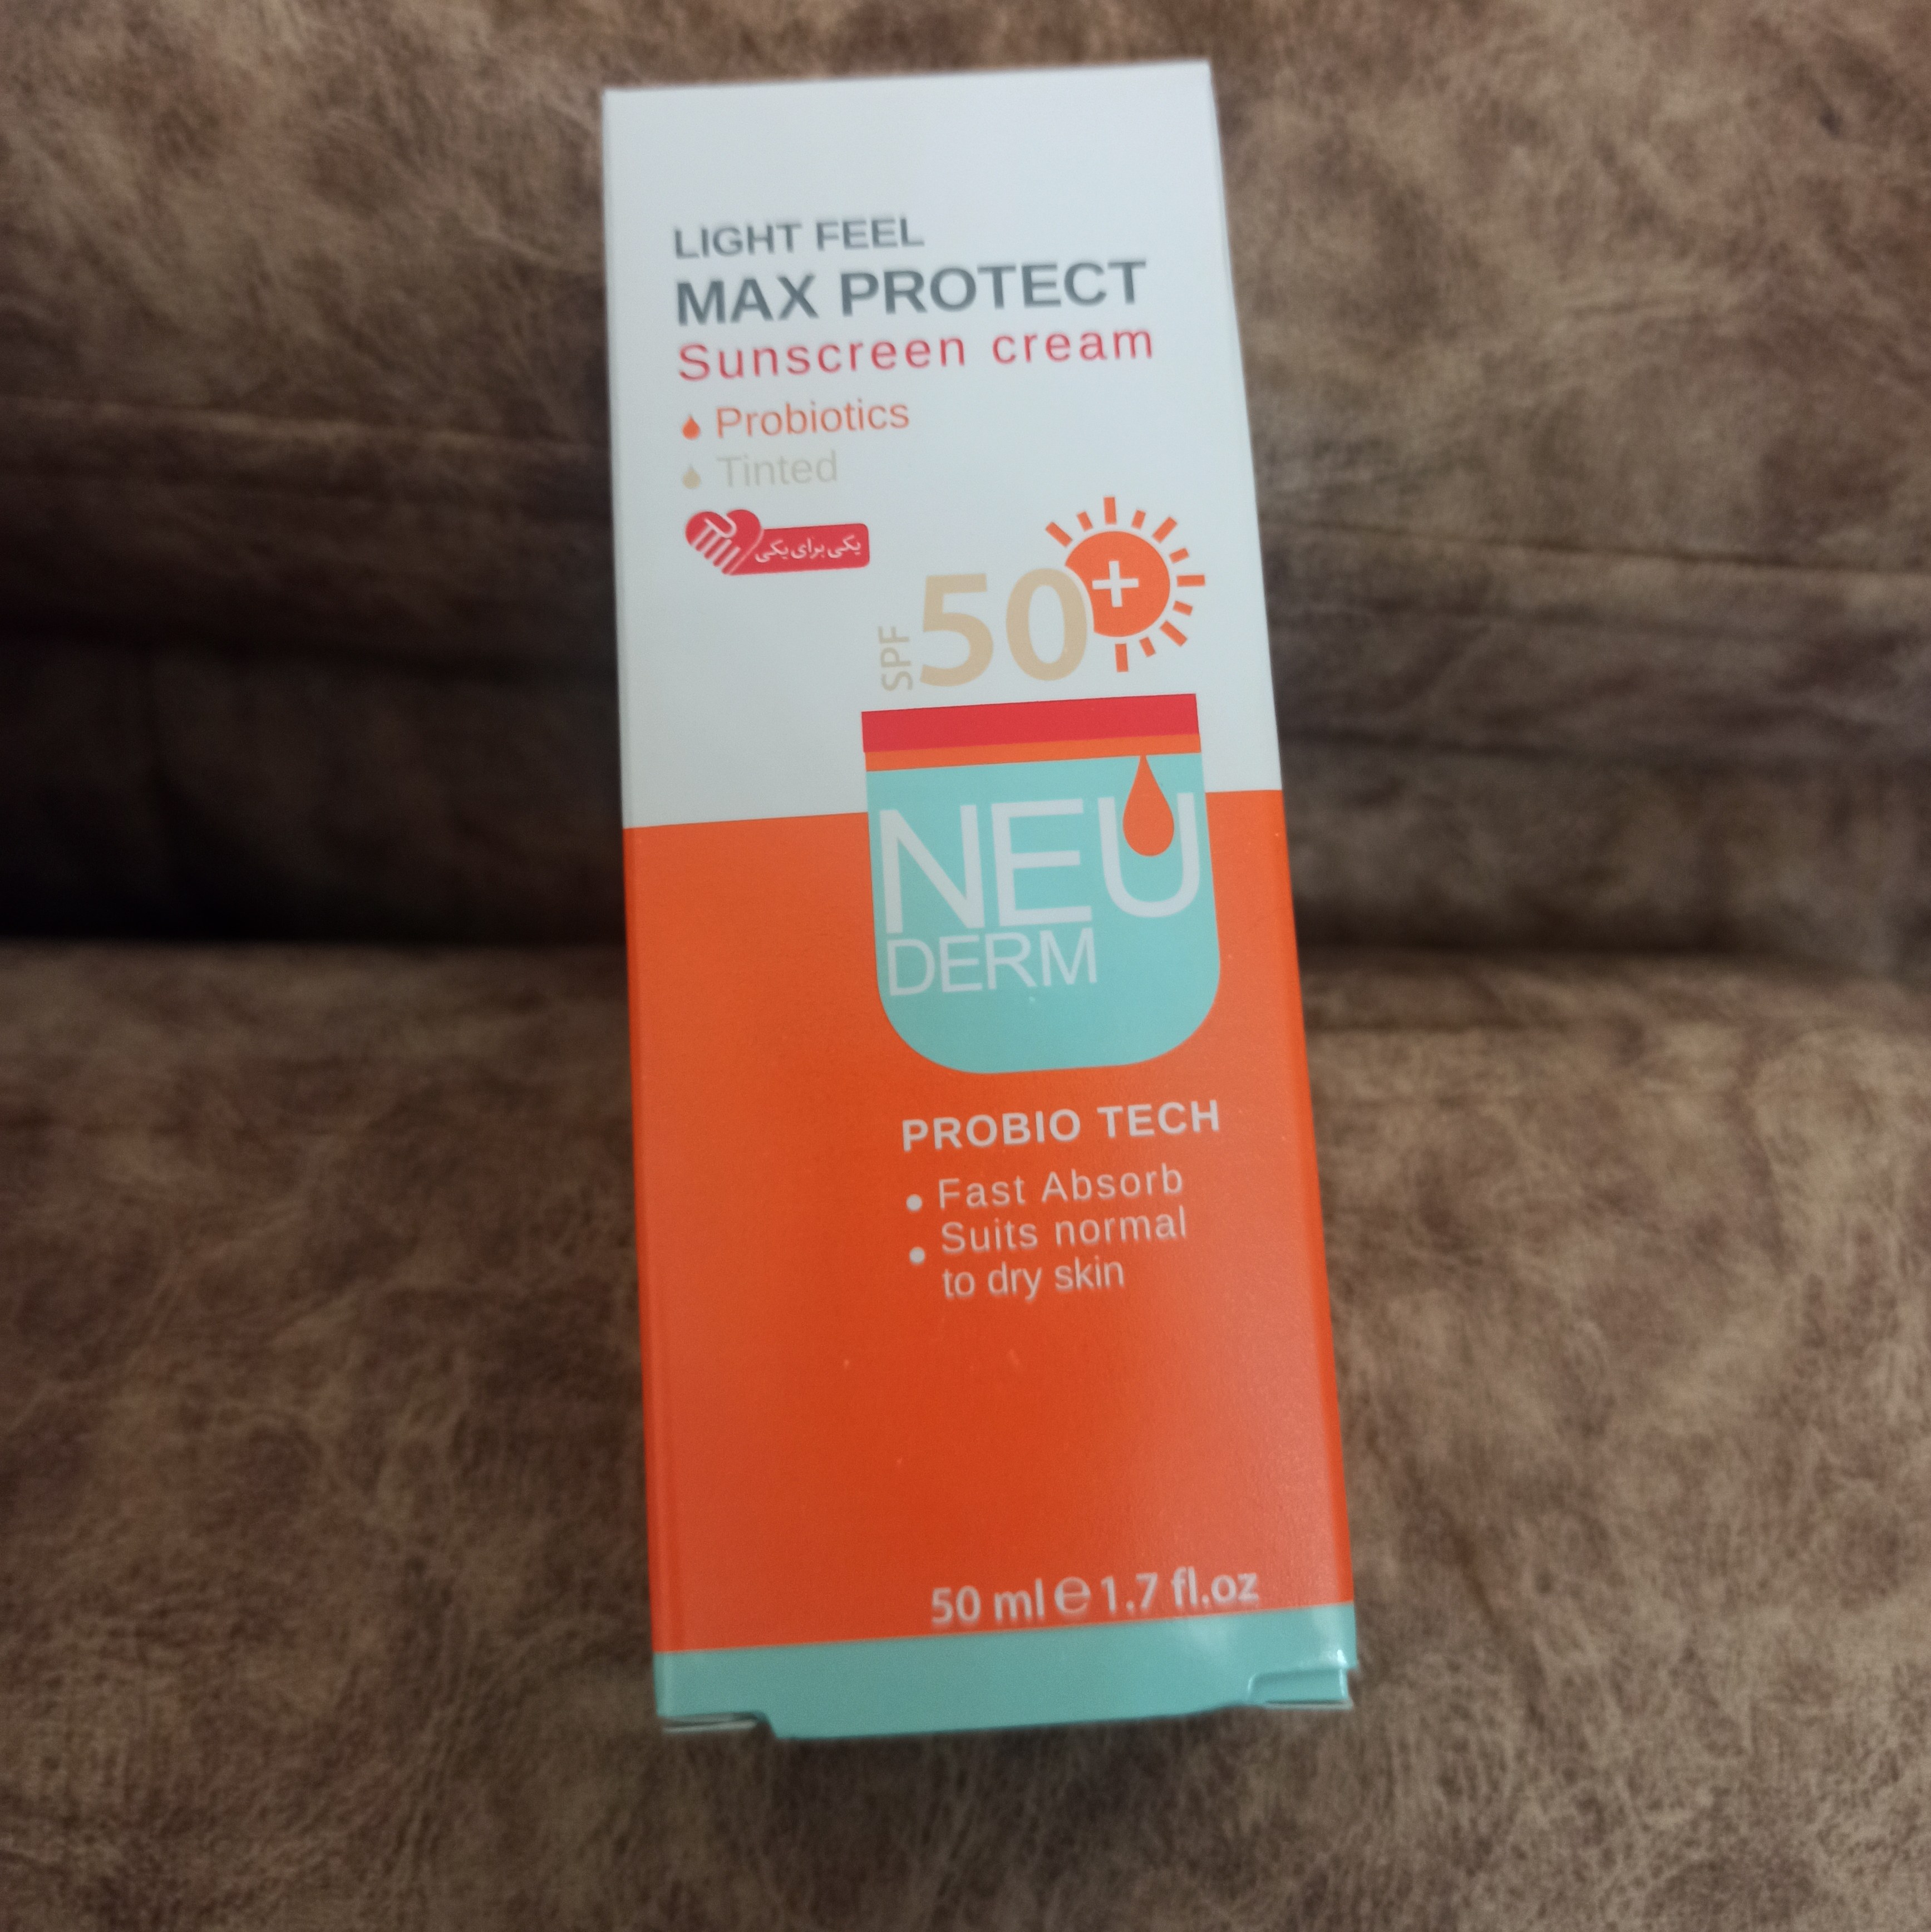 LIGHT FEEL
MAX PROTECT
Sunscreen cream
Probiotics
Tinted
یکی برای یکی
SPF 50+
NEU
DERM
PROBIO TECH
Fast Absorb
Suits normal
to dry skin
50 ml e 1.7 fl.oz